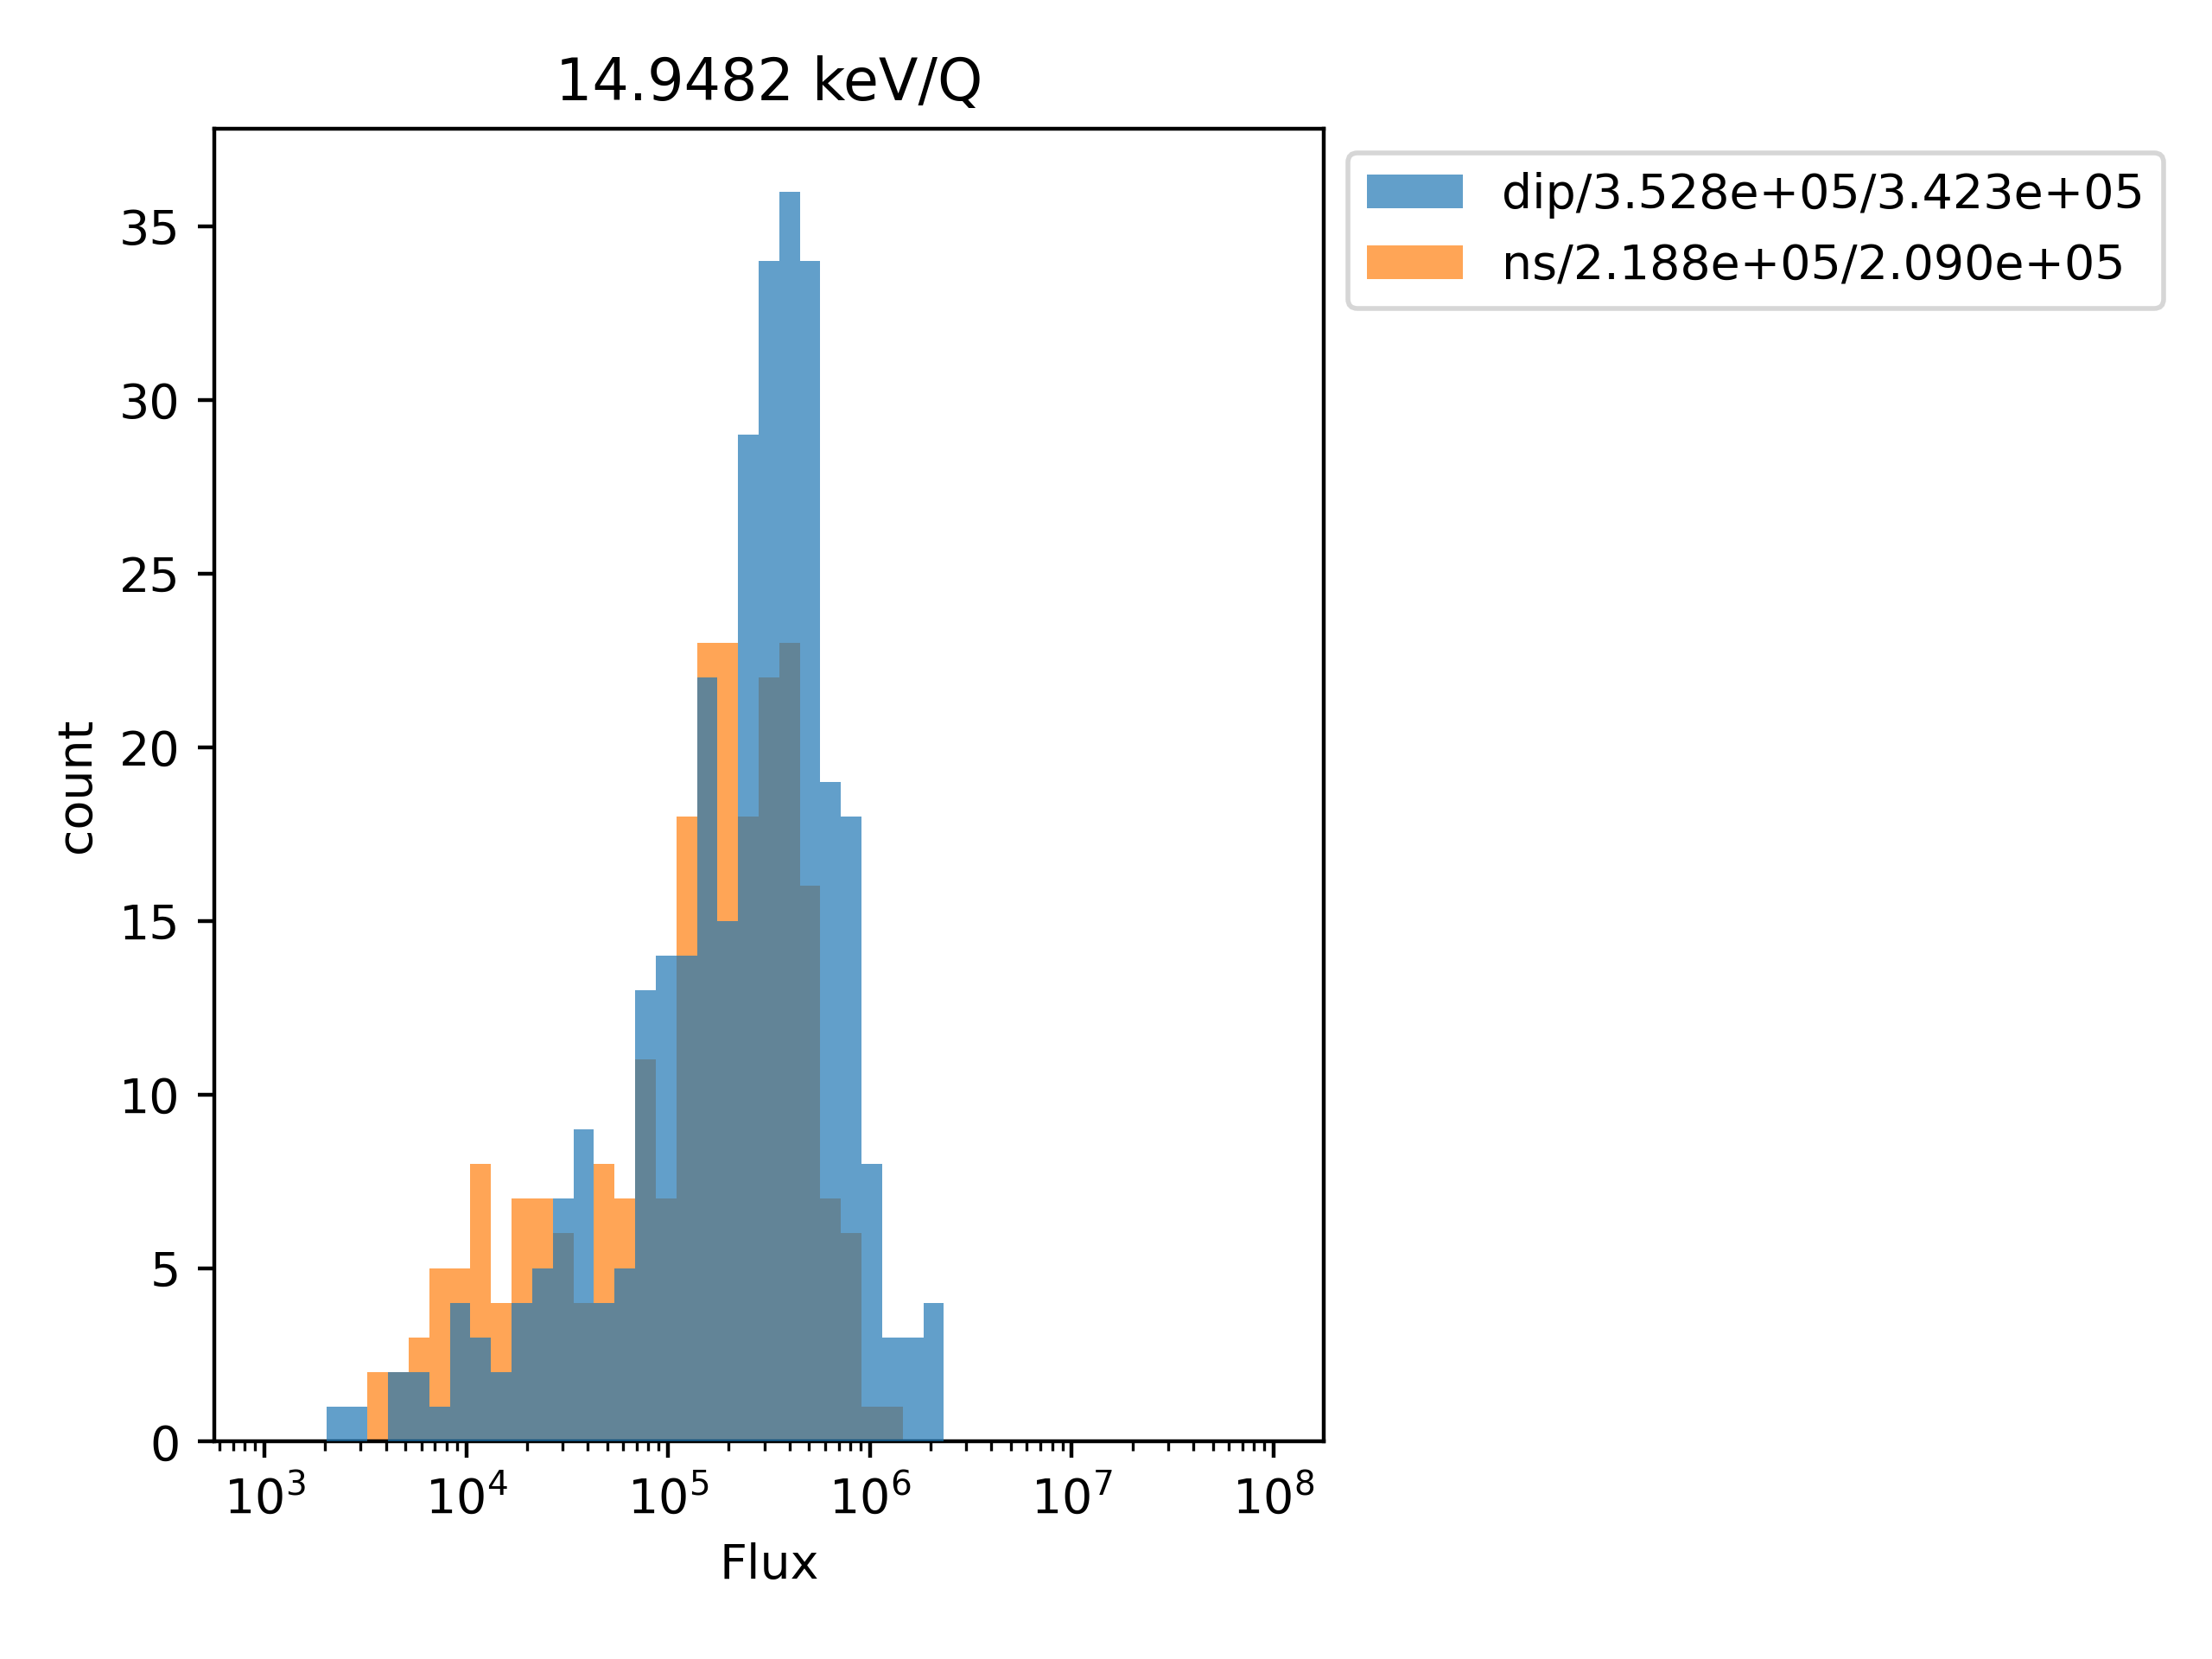 14.9482 keV/Q
dip/3.528e+05/3.423e+05
ns/2.188e+05/2.090e+05
35
30
25
20
15
10
5
0
count
10³ 10⁴ 10⁵ 10⁶ 10⁷ 10⁸
Flux